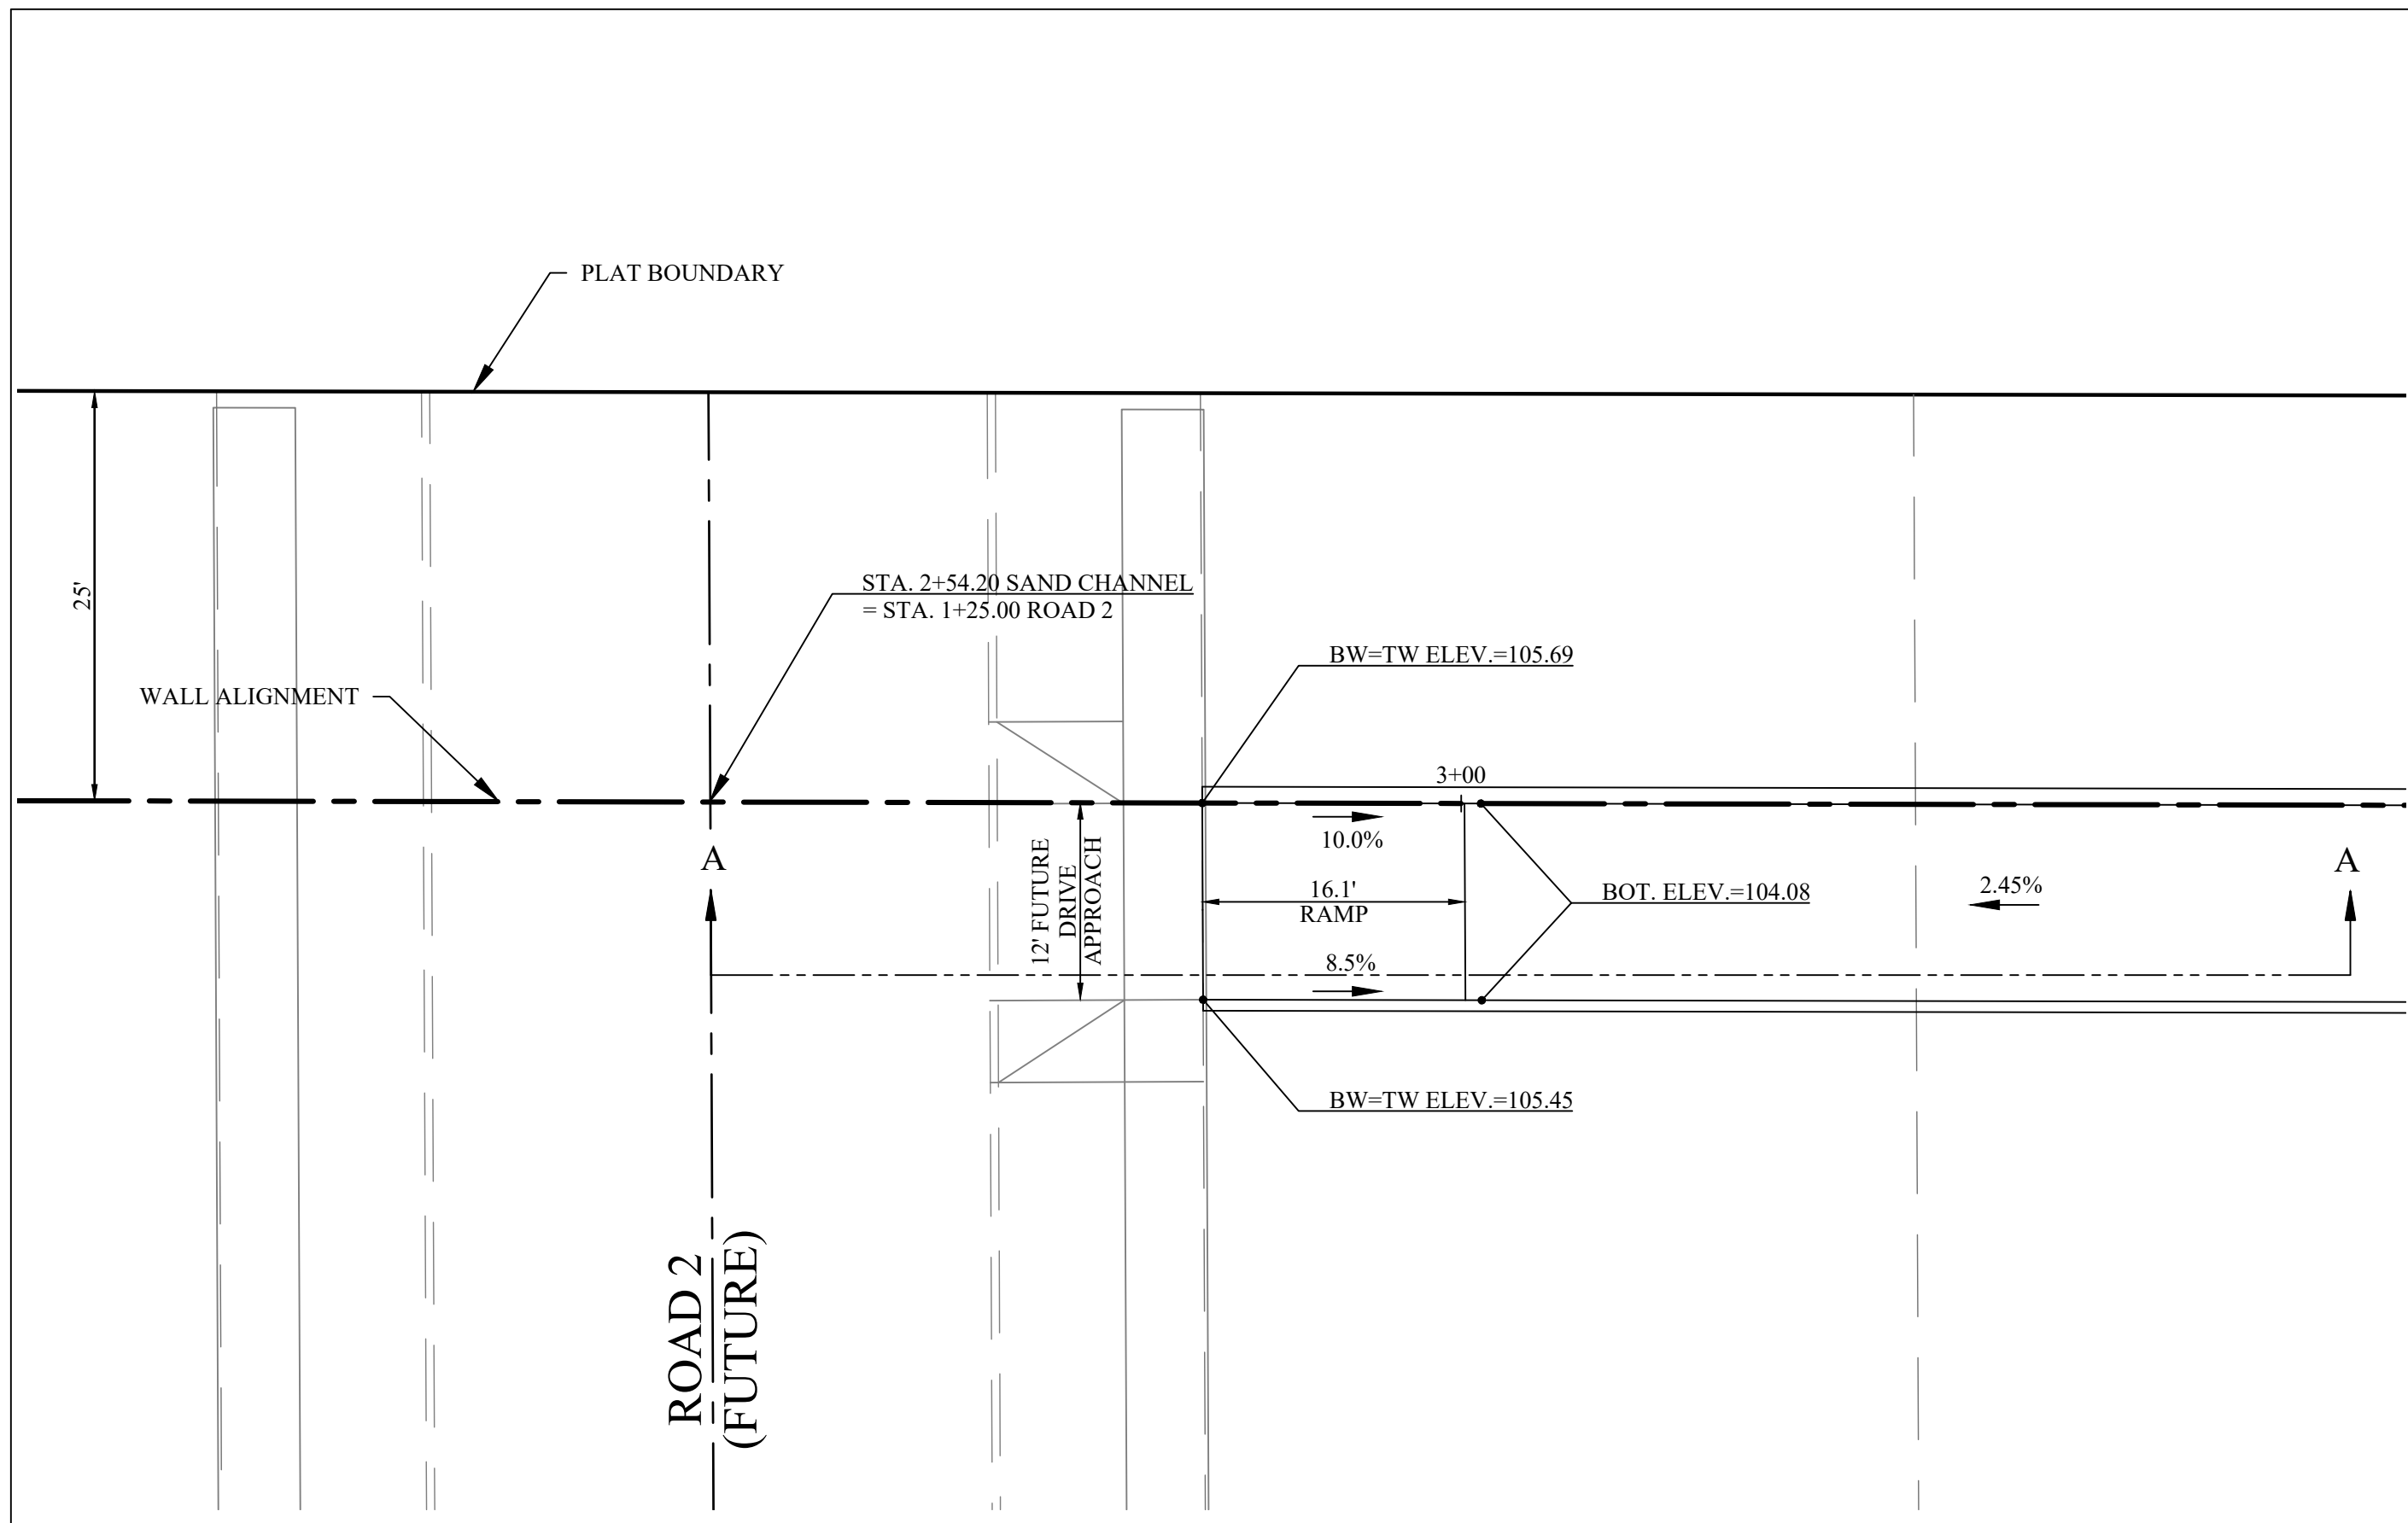 PLAT BOUNDARY
25'
STA. 2+54.20 SAND CHANNEL
= STA. 1+25.00 ROAD 2
BW=TW ELEV.=105.69
WALL ALIGNMENT
3+00
10.0%
A
A
12' FUTURE
DRIVE
APPROACH
16.1'
RAMP
BOT. ELEV.=104.08
2.45%
8.5%
BW=TW ELEV.=105.45
ROAD 2
(FUTURE)